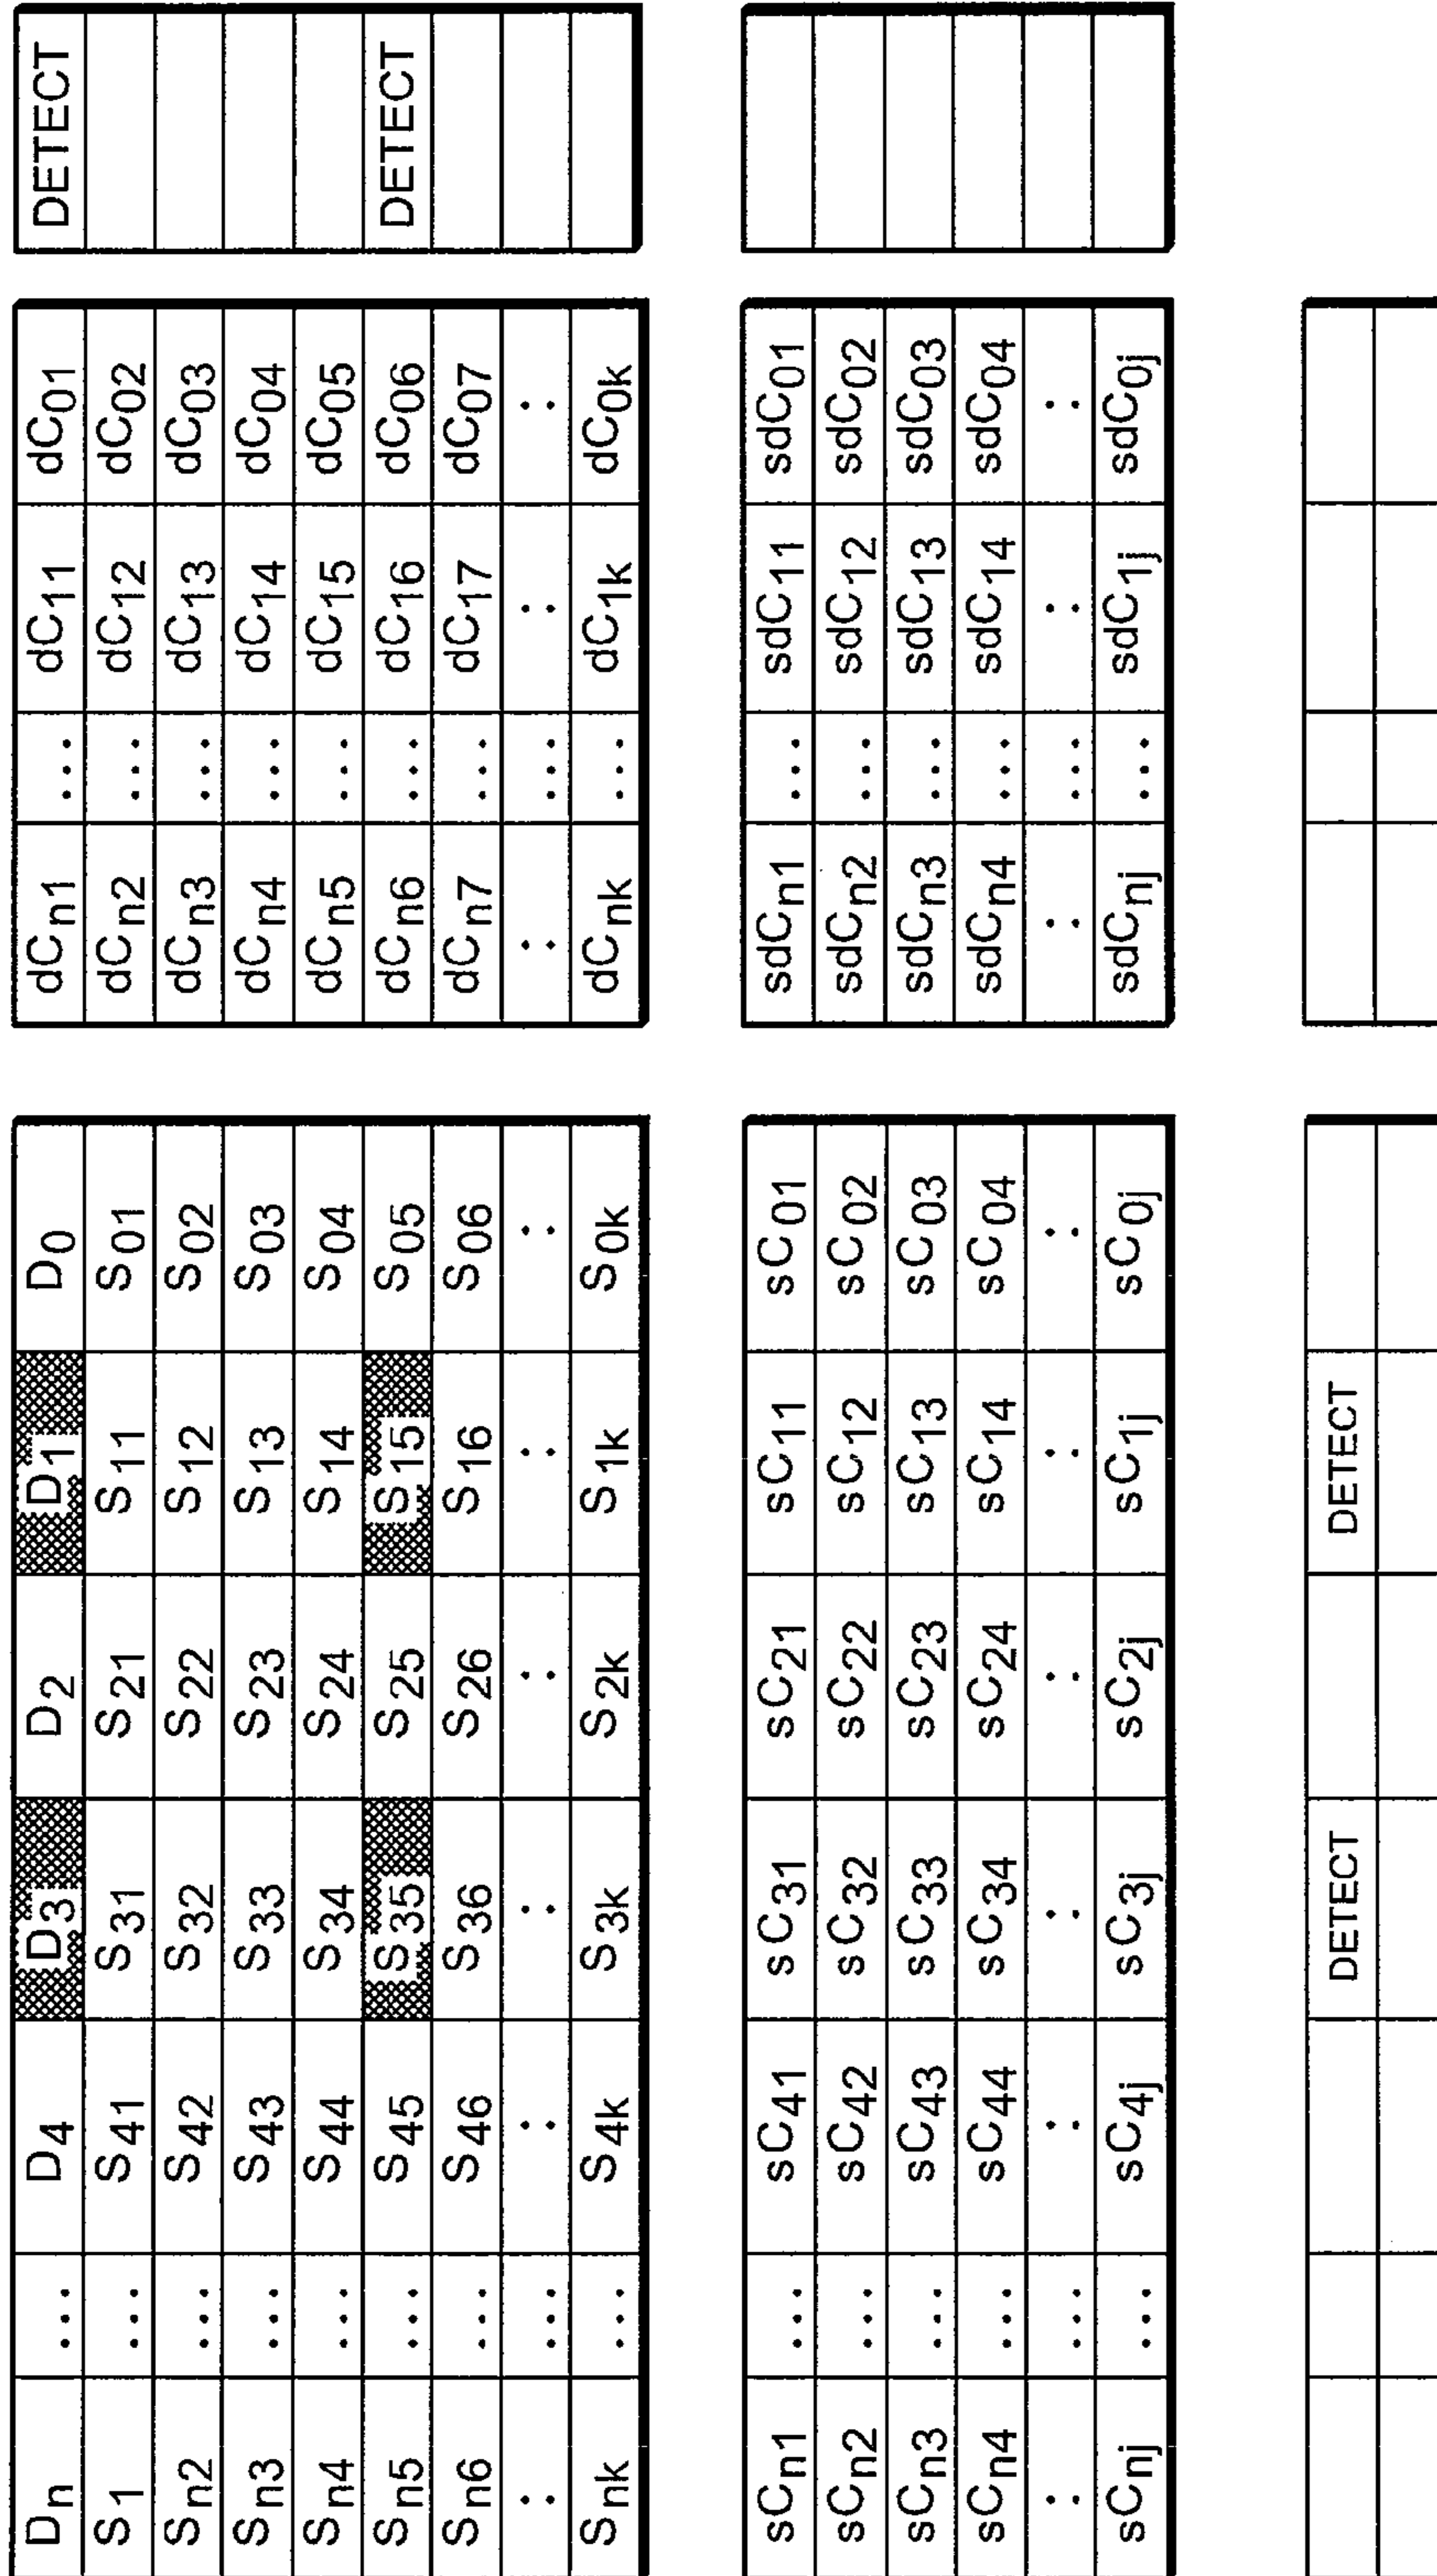 Dn ... D4 D3 D2 D1 D0 dCn1 ... dC11 dC01 DETECT
S1 ... S41 S31 S21 S11 S01 dCn2 ... dC12 dC02
Sn2 ... S42 S32 S22 S12 S02 dCn3 ... dC13 dC03
Sn3 ... S43 S33 S23 S13 S03 dCn4 ... dC14 dC04
Sn4 ... S44 S34 S24 S14 S04 dCn5 ... dC15 dC05
Sn5 ... S45 S35 S25 S15 S05 dCn6 ... dC16 dC06 DETECT
Sn6 ... S46 S36 S26 S16 S06 dCn7 ... dC17 dC07
: ... : : : : : : ... : :
Snk ... S4k S3k S2k S1k S0k dCnk ... dC1k dC0k
sCn1 ... sC41 sC31 sC21 sC11 sC01 sdCn1 ... sdC11 sdC01
sCn2 ... sC42 sC32 sC22 sC12 sC02 sdCn2 ... sdC12 sdC02
sCn3 ... sC43 sC33 sC23 sC13 sC03 sdCn3 ... sdC13 sdC03
sCn4 ... sC44 sC34 sC24 sC14 sC04 sdCn4 ... sdC14 sdC04
: ... : : : : : : ... : :
sCnj ... sC4j sC3j sC2j sC1j sC0j sdCnj ... sdC1j sdC0j
DETECT DETECT